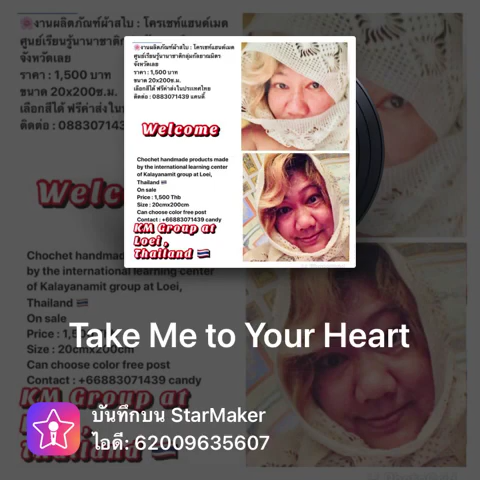 🌸งานผลิตภัณฑ์ผ้าสไบ : โครเชท์แฮนด์เมด
ศูนย์เรียนรู้นานาชาติกลุ่มกัลยาณมิตร
จังหวัดเลย
ราคา : 1,500 บาท
ขนาด 20x200ซ.ม.
เลือกสีได้ ฟรีค่าส่งในประเทศไทย
ติดต่อ : 0883071439 แคนดี้
Welcome
Chochet handmade products made
by the international learning center
of Kalayanamit group at Loei,
Thailand 🇹🇭
On sale
Price : 1,500 Thb
Size : 20cmx200cm
Can choose color free post
Contact : +66883071439 candy
KM Group at
Loei ,
Thailand 🇹🇭
Take Me to Your Heart
บันทึกบน StarMaker
ไอดี: 62009635607